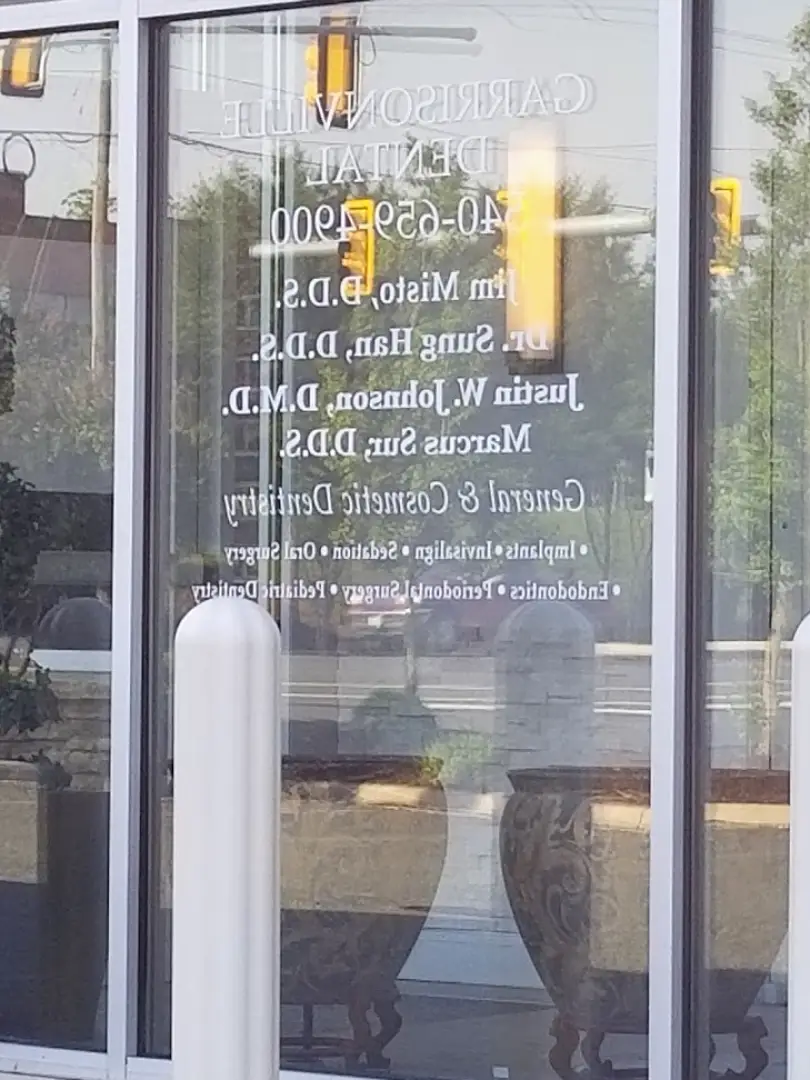 GARRISONVILLE
DENTAL
540-659-4900
Jim Misto, D.D.S.
Dr. Sung Han, D.D.S.
Justin W. Johnson, D.M.D.
Marcus Sur, D.D.S.
General & Cosmetic Dentistry
• Implants • Invisalign • Sedation • Oral Surgery
• Endodontics • Periodontal Surgery • Pediatric Dentistry